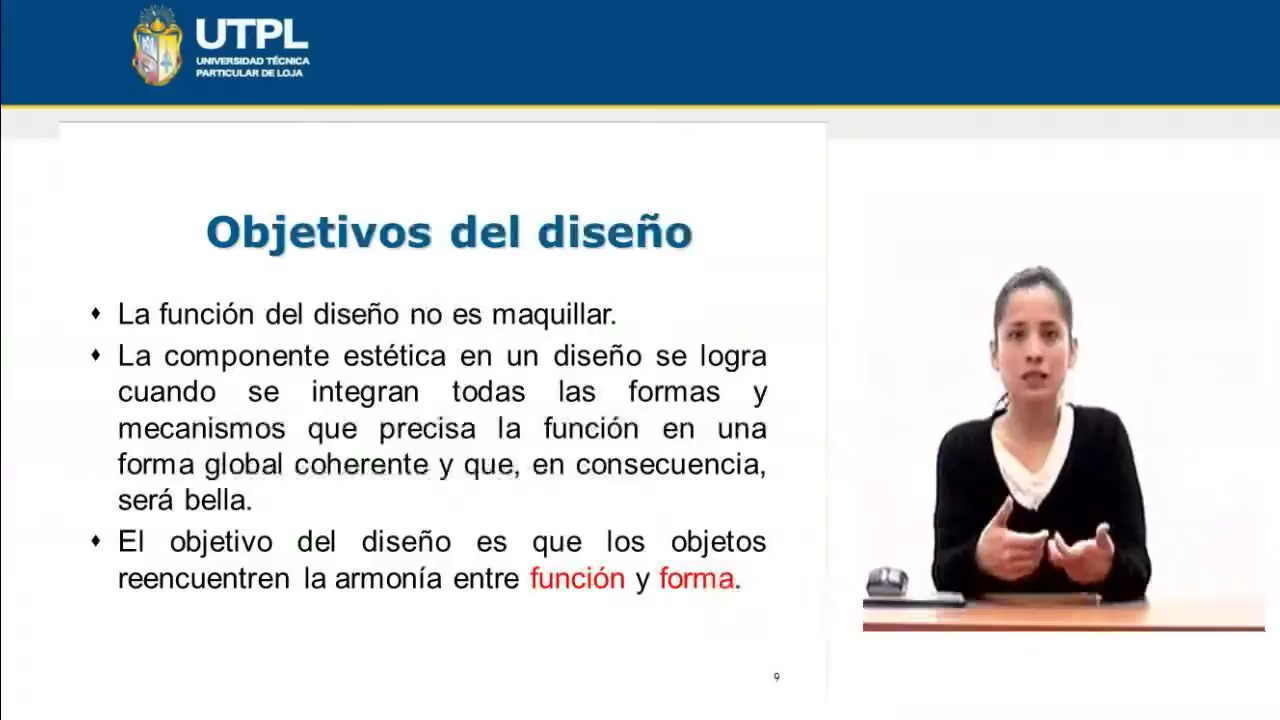 UTPL
UNIVERSIDAD TÉCNICA
PARTICULAR DE LOJA
Objetivos del diseño
♦ La función del diseño no es maquillar.
♦ La componente estética en un diseño se logra
cuando se integran todas las formas y
mecanismos que precisa la función en una
forma global coherente y que, en consecuencia,
será bella.
♦ El objetivo del diseño es que los objetos
reencuentren la armonía entre función y forma.
9